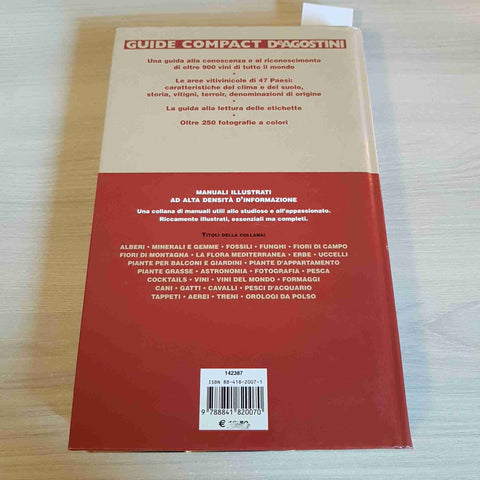 GUIDE COMPACT DEAGOSTINI
Una guida alla conoscenza e al riconoscimento
di oltre 900 vini di tutto il mondo
•
Le aree vitivinicole di 47 Paesi:
caratteristiche del clima e del suolo,
storia, vitigni, terroir, denominazioni di origine
•
La guida alla lettura delle etichette
•
Oltre 250 fotografie a colori
MANUALI ILLUSTRATI
AD ALTA DENSITÀ D'INFORMAZIONE
Una collana di manuali utili allo studioso e all'appassionato.
Riccamente illustrati, essenziali ma completi.
TITOLI DELLA COLLANA:
ALBERI • MINERALI E GEMME • FOSSILI • FUNGHI • FIORI DI CAMPO
FIORI DI MONTAGNA • LA FLORA MEDITERRANEA • ERBE • UCCELLI
PIANTE PER BALCONI E GIARDINI • PIANTE D'APPARTAMENTO
PIANTE GRASSE • ASTRONOMIA • FOTOGRAFIA • PESCA
COCKTAILS • VINI • VINI DEL MONDO • FORMAGGI
CANI • GATTI • CAVALLI • PESCI D'ACQUARIO
TAPPETI • AEREI • TRENI • OROLOGI DA POLSO
142387
ISBN 88-418-2007-1
9 788841 820070
€